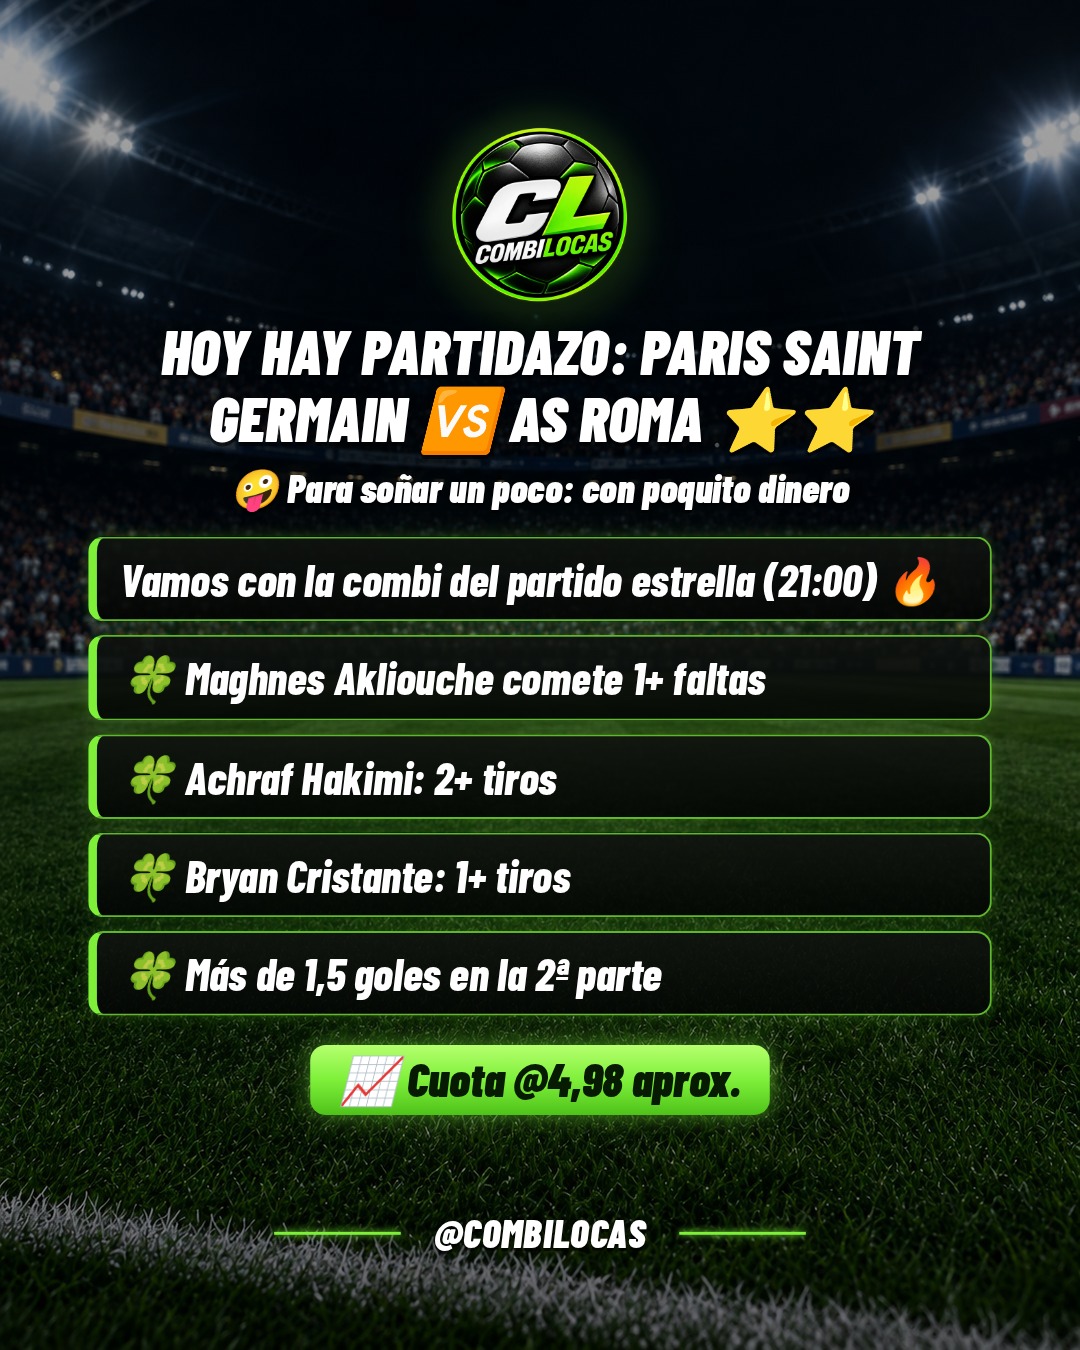 CL
COMBILOCAS
HOY HAY PARTIDAZO: PARIS SAINT
GERMAIN 🆚 AS ROMA ⭐⭐
🤪 Para soñar un poco: con poquito dinero
Vamos con la combi del partido estrella (21:00) 🔥
🍀 Maghnes Akliouche comete 1+ faltas
🍀 Achraf Hakimi: 2+ tiros
🍀 Bryan Cristante: 1+ tiros
🍀 Más de 1,5 goles en la 2ª parte
📈 Cuota @4,98 aprox.
@COMBILOCAS